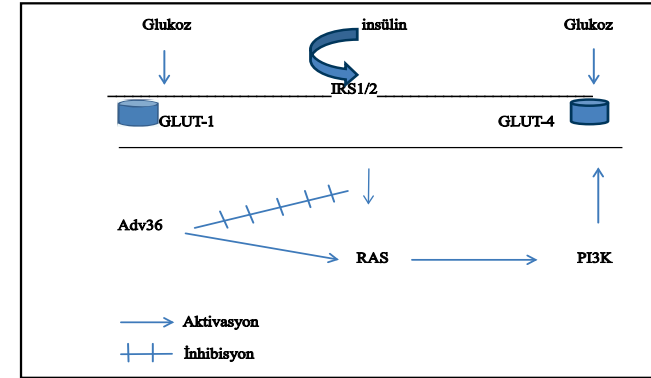 Glukoz insülin Glukoz
IRS1/2
GLUT-1 GLUT-4
Adv36
RAS PI3K
Aktivasyon
İnhibisyon